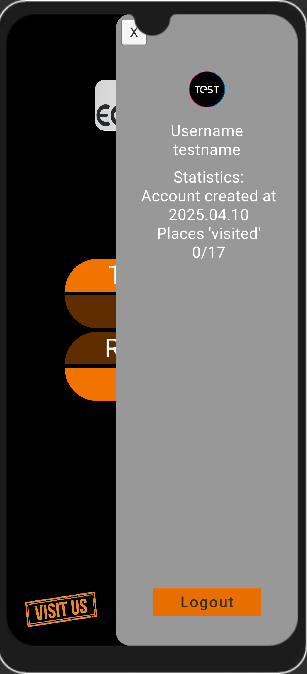 X
TEST
Username
testname
Statistics:
Account created at
2025.04.10
Places 'visited'
0/17
T
R
VISIT US
Logout